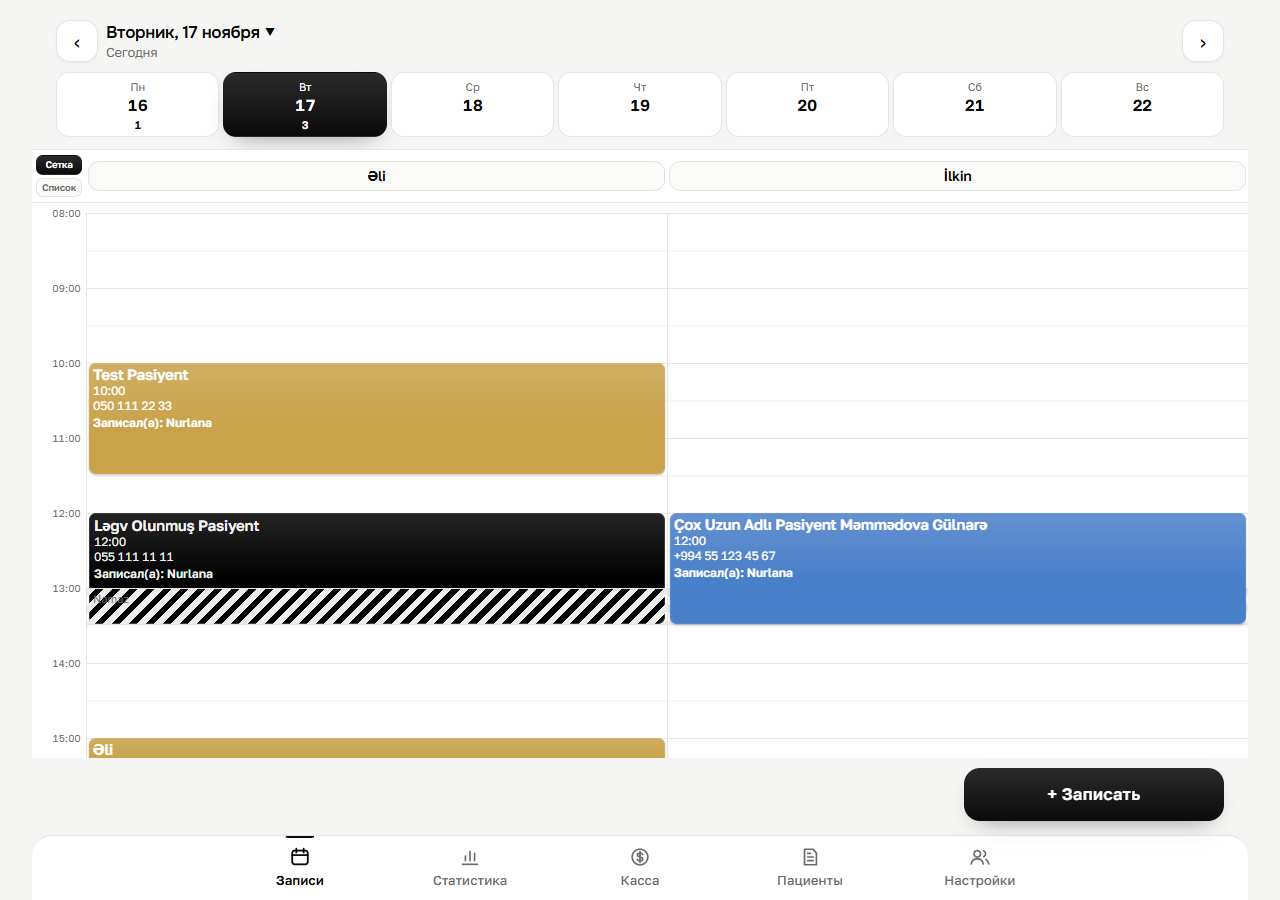 ‹
Вторник, 17 ноября ▼
Сегодня
›
Пн
16
1
Вт
17
3
Ср
18
Чт
19
Пт
20
Сб
21
Вс
22
Сетка
Список
Əli
İlkin
08:00
09:00
10:00
Test Pasiyent
10:00
050 111 22 33
Записал(а): Nurlana
11:00
12:00
Ləğv Olunmuş Pasiyent
12:00
055 111 11 11
Записал(а): Nurlana
Çox Uzun Adlı Pasiyent Məmmədova Gülnarə
12:00
+994 55 123 45 67
Записал(а): Nurlana
13:00
14:00
15:00
Əli
+ Записать
Записи
Статистика
Касса
Пациенты
Настройки